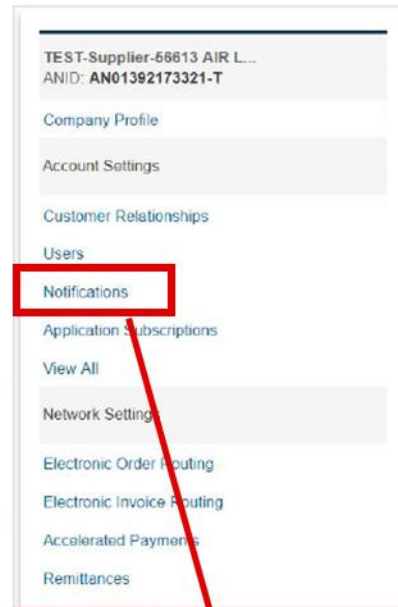 TEST-Supplier-56613 AIR L...
ANID: AN01392173321-T
Company Profile
Account Settings
Customer Relationships
Users
Notifications
Application Subscriptions
View All
Network Settings
Electronic Order Routing
Electronic Invoice Routing
Accelerated Payments
Remittances